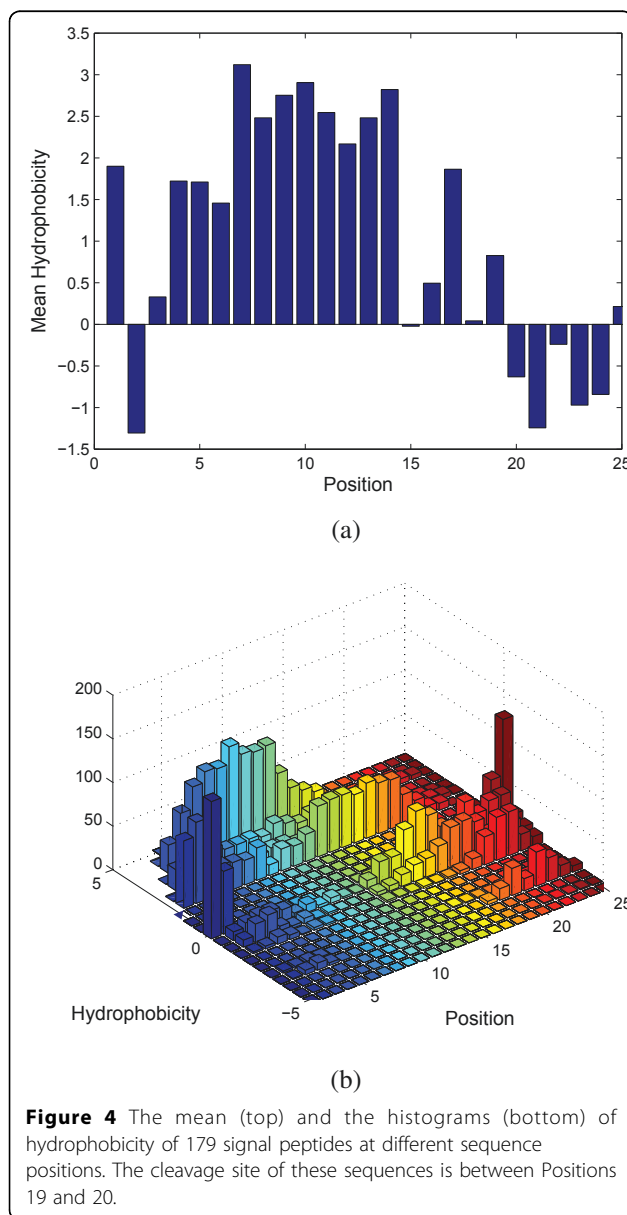 3.5
3
2.5
2
1.5
1
0.5
0
−0.5
−1
−1.5
Mean Hydrophobicity
0 5 10 15 20 25
Position
(a)
200
150
100
50
0
5
0
−5
Hydrophobicity
5
10
15
20
25
Position
(b)
Figure 4 The mean (top) and the histograms (bottom) of
hydrophobicity of 179 signal peptides at different sequence
positions. The cleavage site of these sequences is between Positions
19 and 20.